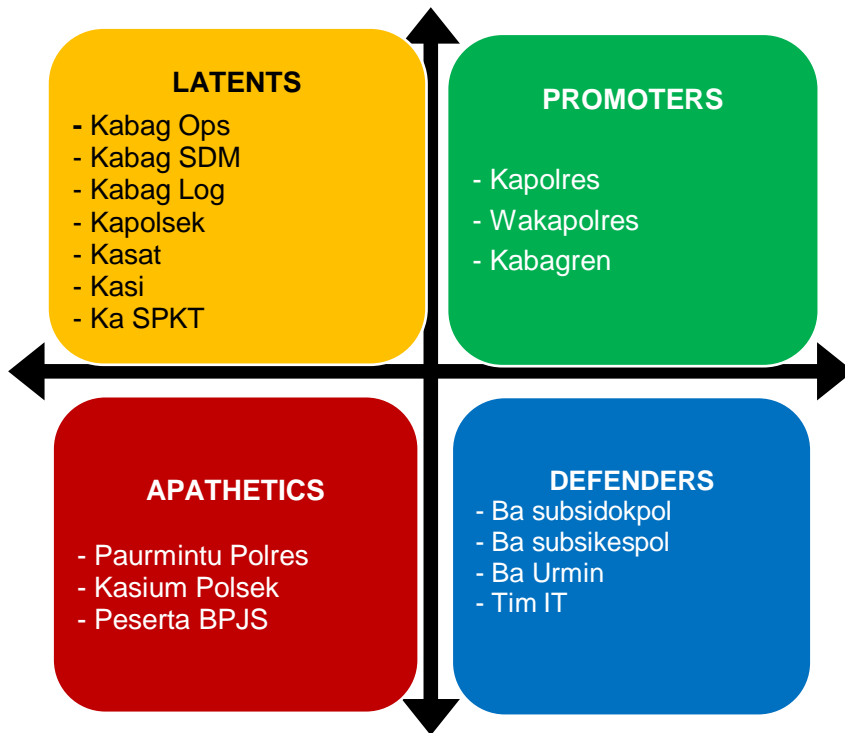 LATENTS
- Kabag Ops
- Kabag SDM
- Kabag Log
- Kapolsek
- Kasat
- Kasi
- Ka SPKT
PROMOTERS
- Kapolres
- Wakapolres
- Kabagren
APATHETICS
- Paurmintu Polres
- Kasium Polsek
- Peserta BPJS
DEFENDERS
- Ba subsidokpol
- Ba subsikespol
- Ba Urmin
- Tim IT